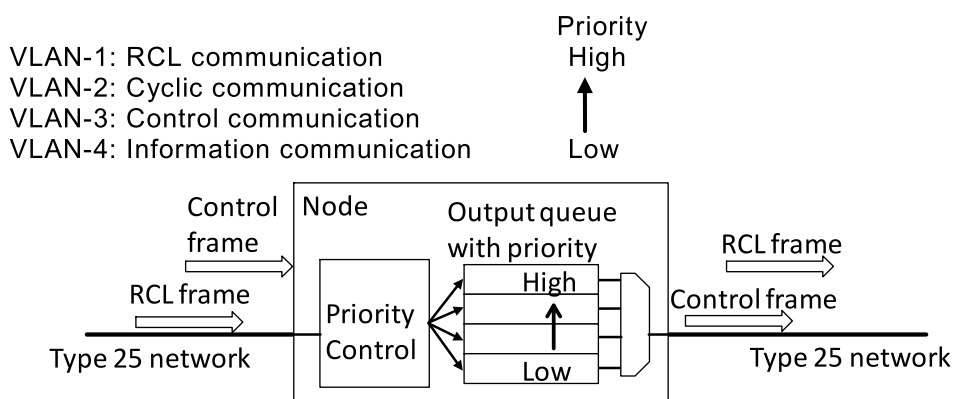 Priority
VLAN-1: RCL communication High
VLAN-2: Cyclic communication
VLAN-3: Control communication
VLAN-4: Information communication Low
Control
frame
RCL frame
Type 25 network
Node
Priority
Control
Output queue
with priority
High
Low
RCL frame
Control frame
Type 25 network